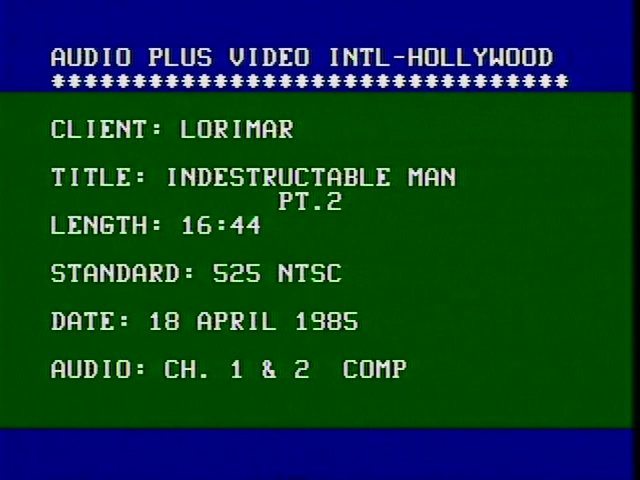 AUDIO PLUS VIDEO INTL-HOLLYWOOD
********************************
CLIENT: LORIMAR
TITLE: INDESTRUCTABLE MAN
PT.2
LENGTH: 16:44
STANDARD: 525 NTSC
DATE: 18 APRIL 1985
AUDIO: CH. 1 & 2 COMP